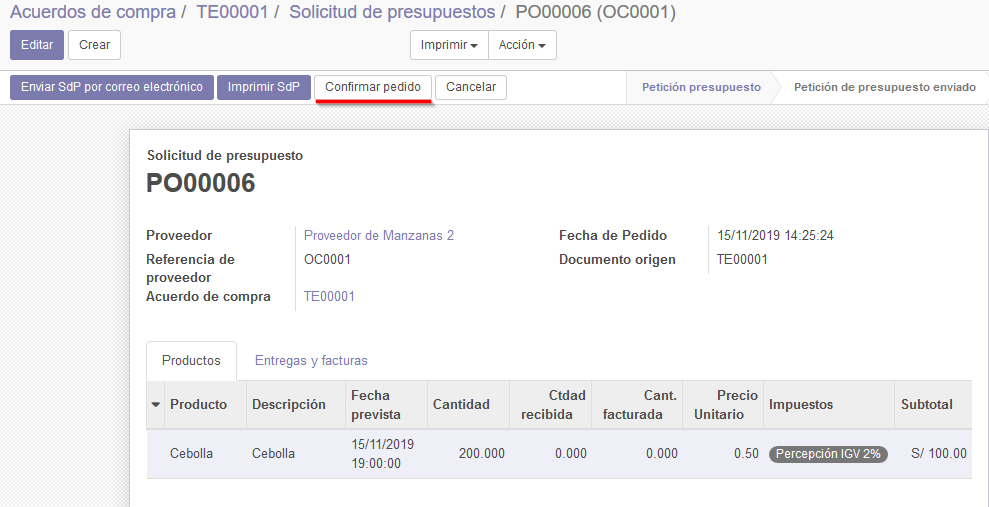 Acuerdos de compra / TE00001 / Solicitud de presupuestos / PO00006 (OC0001)
Editar Crear Imprimir Acción
Enviar SdP por correo electrónico Imprimir SdP Confirmar pedido Cancelar Petición presupuesto Petición de presupuesto enviado
Solicitud de presupuesto
PO00006
Proveedor Proveedor de Manzanas 2 Fecha de Pedido 15/11/2019 14:25:24
Referencia de OC0001 Documento origen TE00001
proveedor
Acuerdo de compra TE00001
Productos Entregas y facturas
Fecha Ctdad Cant. Precio
Producto Descripción Cantidad Impuestos Subtotal
prevista recibida facturada Unitario
15/11/2019
Cebolla Cebolla 200.000 0.000 0.000 0.50 Percepción IGV 2% S/ 100.00
19:00:00